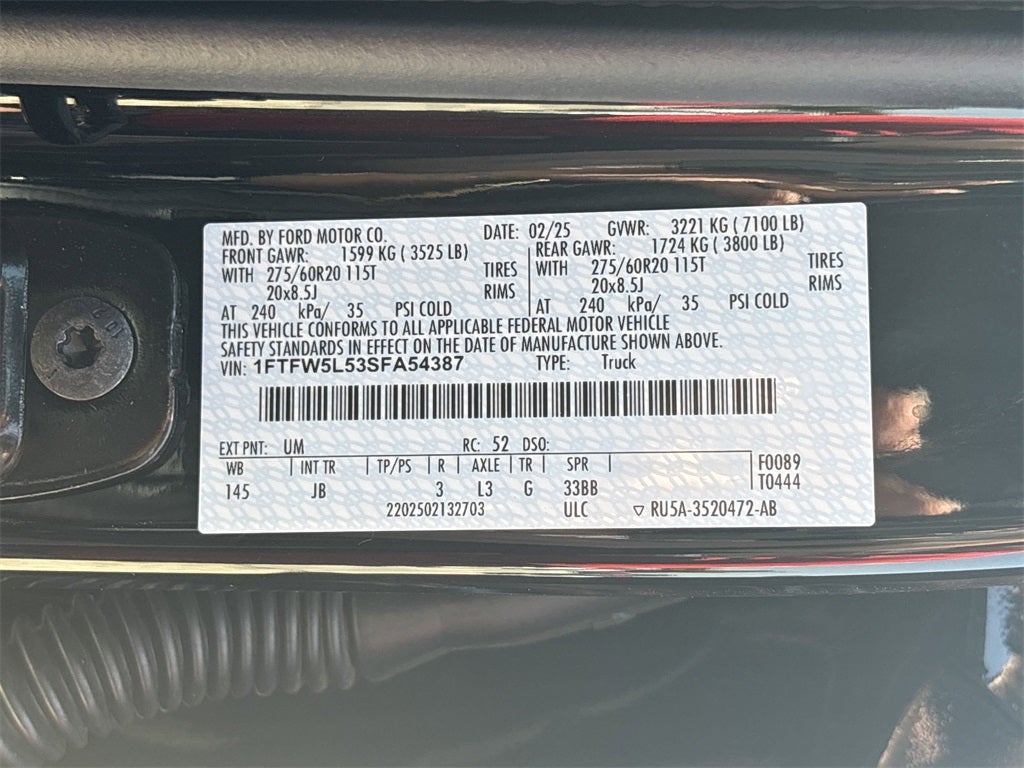 MFD. BY FORD MOTOR CO. DATE: 02/25 GVWR: 3221 KG ( 7100 LB)
FRONT GAWR: 1599 KG ( 3525 LB) REAR GAWR: 1724 KG ( 3800 LB)
WITH 275/60R20 115T TIRES WITH 275/60R20 115T TIRES
20x8.5J RIMS 20x8.5J RIMS
AT 240 kPa/ 35 PSI COLD AT 240 kPa/ 35 PSI COLD
THIS VEHICLE CONFORMS TO ALL APPLICABLE FEDERAL MOTOR VEHICLE
SAFETY STANDARDS IN EFFECT ON THE DATE OF MANUFACTURE SHOWN ABOVE.
VIN: 1FTFW5L53SFA54387 TYPE: Truck
EXT PNT: UM RC: 52 DSO:
WB INT TR TP/PS R AXLE TR SPR F0089
145 JB 3 L3 G 33BB T0444
2202502132703 ULC ▽ RU5A-3520472-AB